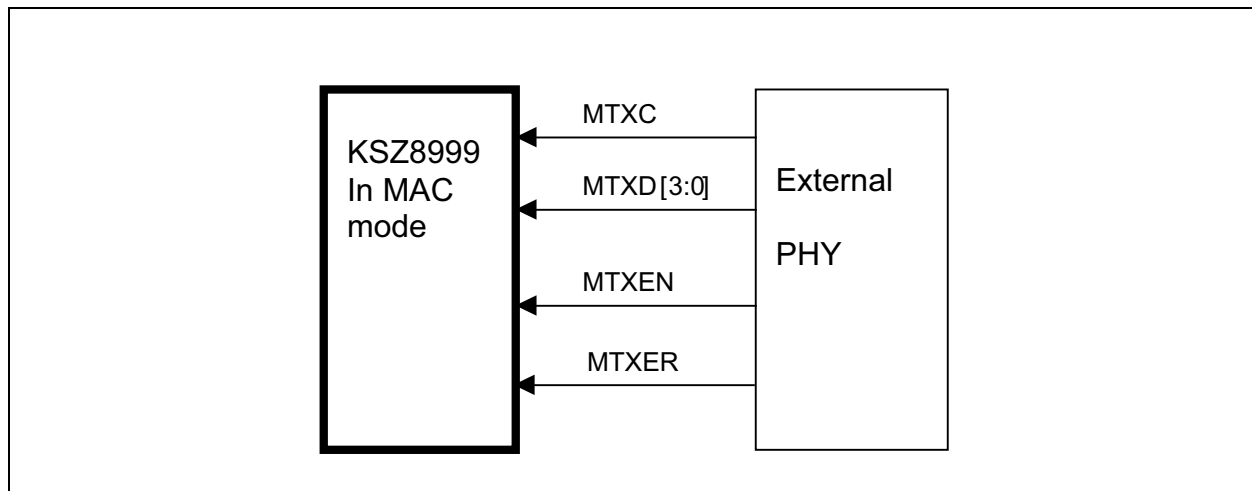 KSZ8999
In MAC
mode
MTXC
MTXD[3:0]
MTXEN
MTXER
External
PHY